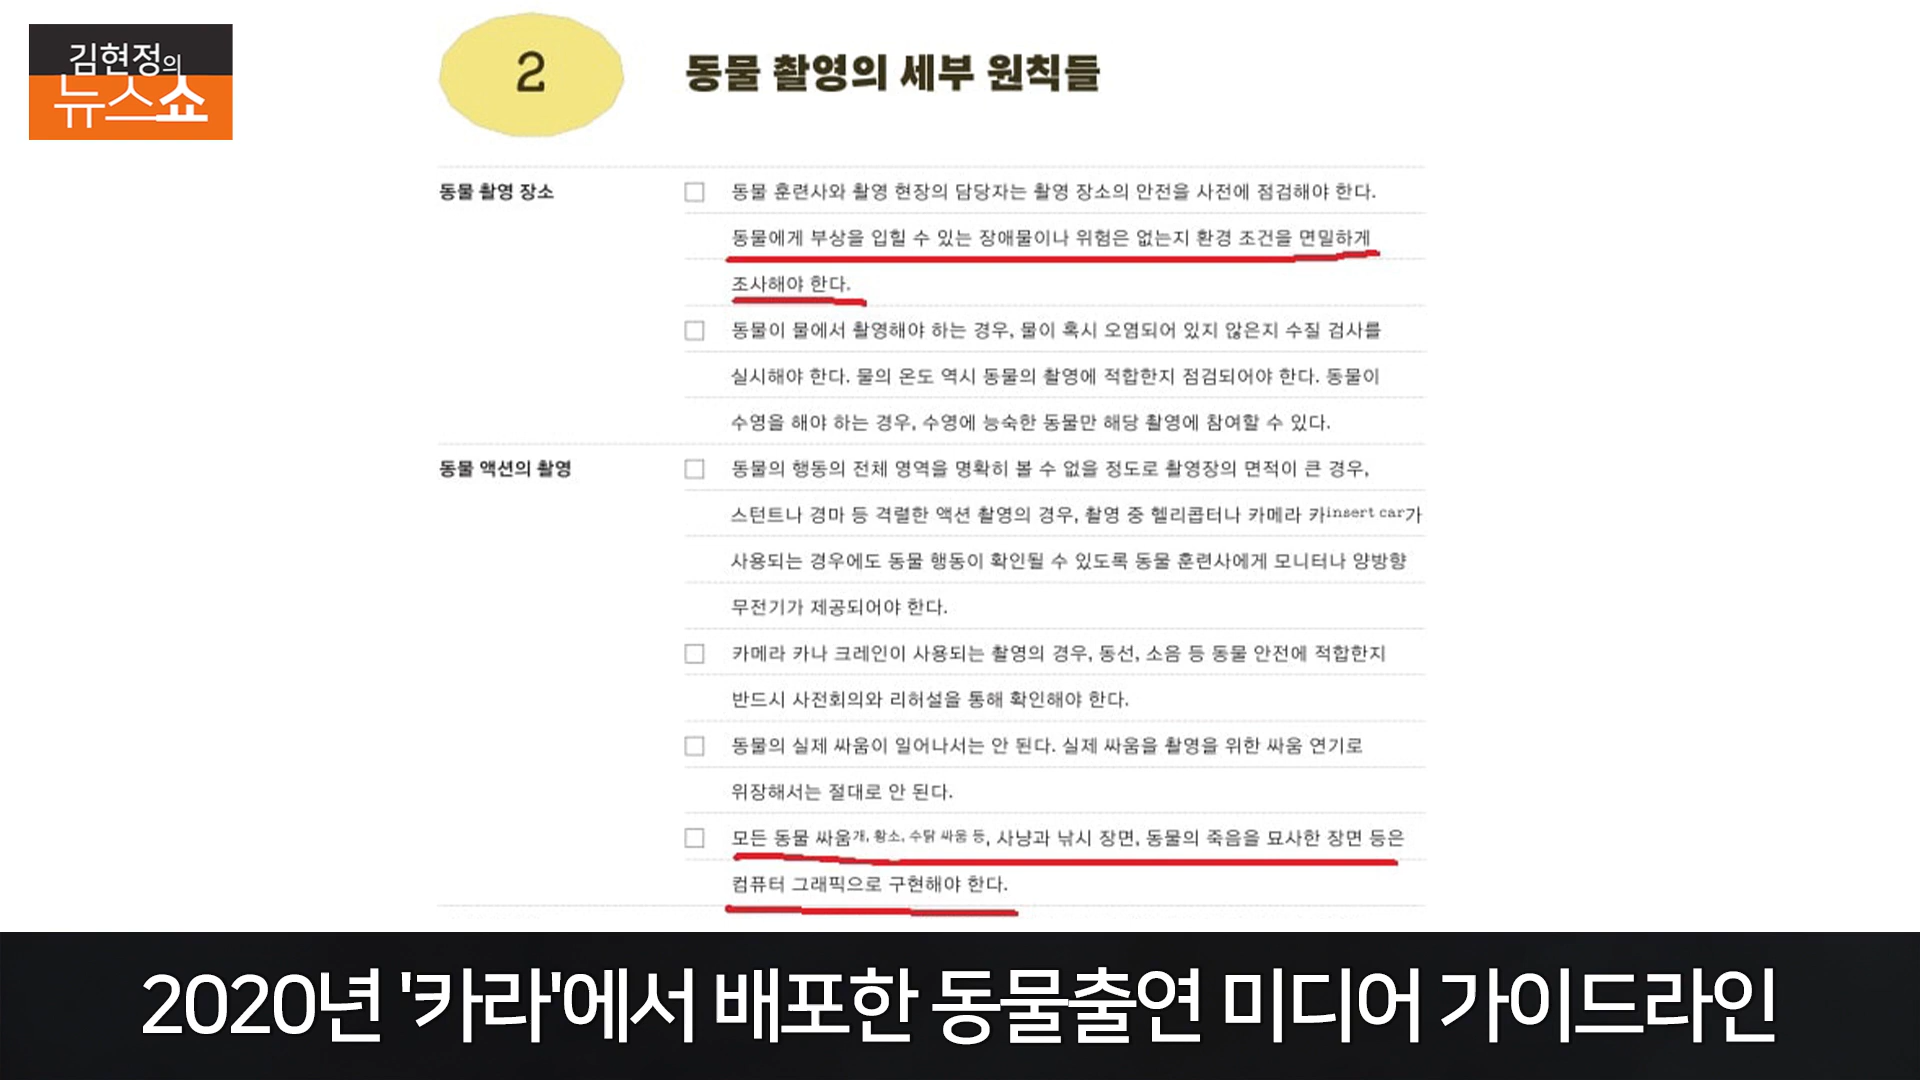 김현정의
뉴스쇼
2
동물 촬영의 세부 원칙들
동물 촬영 장소
동물 훈련사와 촬영 현장의 담당자는 촬영 장소의 안전을 사전에 점검해야 한다.
동물에게 부상을 입힐 수 있는 장애물이나 위험은 없는지 환경 조건을 면밀하게
조사해야 한다.
동물이 물에서 촬영해야 하는 경우, 물이 혹시 오염되어 있지 않은지 수질 검사를
실시해야 한다. 물의 온도 역시 동물의 촬영에 적합한지 점검되어야 한다. 동물이
수영을 해야 하는 경우, 수영에 능숙한 동물만 해당 촬영에 참여할 수 있다.
동물 액션의 촬영
동물의 행동의 전체 영역을 명확히 볼 수 없을 정도로 촬영장의 면적이 큰 경우,
스턴트나 경마 등 격렬한 액션 촬영의 경우, 촬영 중 헬리콥터나 카메라 카insert car가
사용되는 경우에도 동물 행동이 확인될 수 있도록 동물 훈련사에게 모니터나 양방향
무전기가 제공되어야 한다.
카메라 카나 크레인이 사용되는 촬영의 경우, 동선, 소음 등 동물 안전에 적합한지
반드시 사전회의와 리허설을 통해 확인해야 한다.
동물의 실제 싸움이 일어나서는 안 된다. 실제 싸움을 촬영을 위한 싸움 연기로
위장해서는 절대로 안 된다.
모든 동물 싸움개, 황소, 수탉 싸움 등, 사냥과 낚시 장면, 동물의 죽음을 묘사한 장면 등은
컴퓨터 그래픽으로 구현해야 한다.
2020년 '카라'에서 배포한 동물출연 미디어 가이드라인